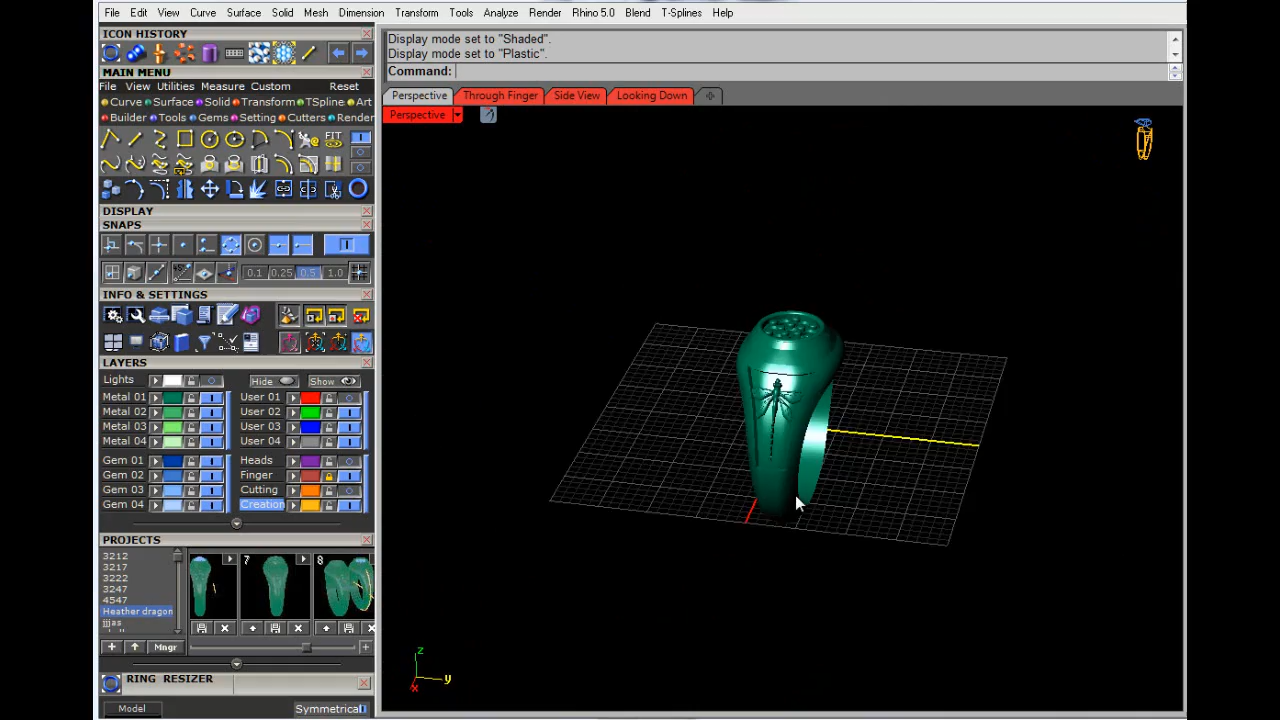 File Edit View Curve Surface Solid Mesh Dimension Transform Tools Analyze Render Rhino 5.0 Blend T-Splines Help
ICON HISTORY
MAIN MENU
File View Utilities Measure Custom Reset
Curve Surface Solid Transform TSpline Art
Builder Tools Gems Setting Cutters Render
FIT
DISPLAY
SNAPS
0.1 0.25 0.5 1.0
INFO & SETTINGS
LAYERS
Lights Hide Show
Metal 01 User 01
Metal 02 User 02
Metal 03 User 03
Metal 04 User 04
Gem 01 Heads
Gem 02 Finger
Gem 03 Cutting
Gem 04 Creation
PROJECTS
3212
3217
3222
3247
4547
Heather dragon
jjjas
7 8
Mngr
RING RESIZER
Model Symmetrical
Display mode set to "Shaded".
Display mode set to "Plastic".
Command:
Perspective Through Finger Side View Looking Down
Perspective
z
y
x